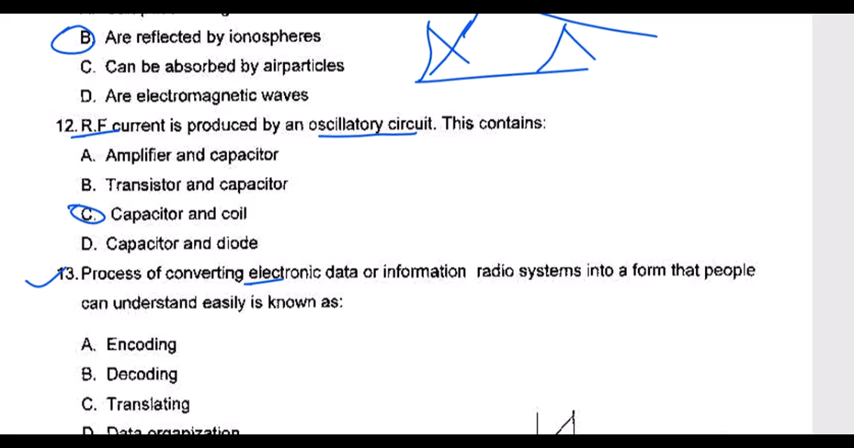 B. Are reflected by ionospheres
C. Can be absorbed by airparticles
D. Are electromagnetic waves
12. R.F current is produced by an oscillatory circuit. This contains:
A. Amplifier and capacitor
B. Transistor and capacitor
C. Capacitor and coil
D. Capacitor and diode
13. Process of converting electronic data or information radio systems into a form that people
can understand easily is known as:
A. Encoding
B. Decoding
C. Translating
D. Data organization